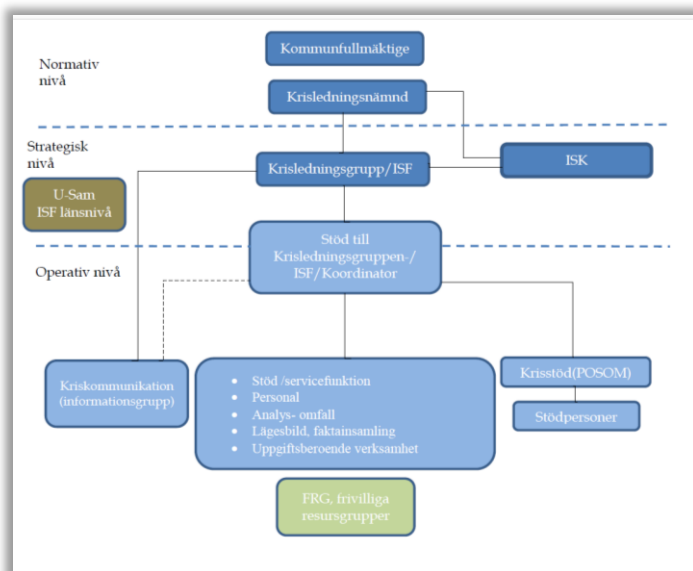 Kommunfullmäktige
Normativ
nivå
Krisledningsnämnd
Strategisk
nivå
Krisledningsgrupp/ISF
ISK
U-Sam
ISF länsnivå
Stöd till
Krisledningsgruppen-/
ISF/Koordinator
Operativ nivå
Kriskommunikation
(informationsgrupp)
• Stöd /servicefunktion
• Personal
• Analys- omfall
• Lägesbild, faktainsamling
• Uppgiftsberoende verksamhet
Krisstöd(POSOM)
Stödpersoner
FRG, frivilliga
resursgrupper